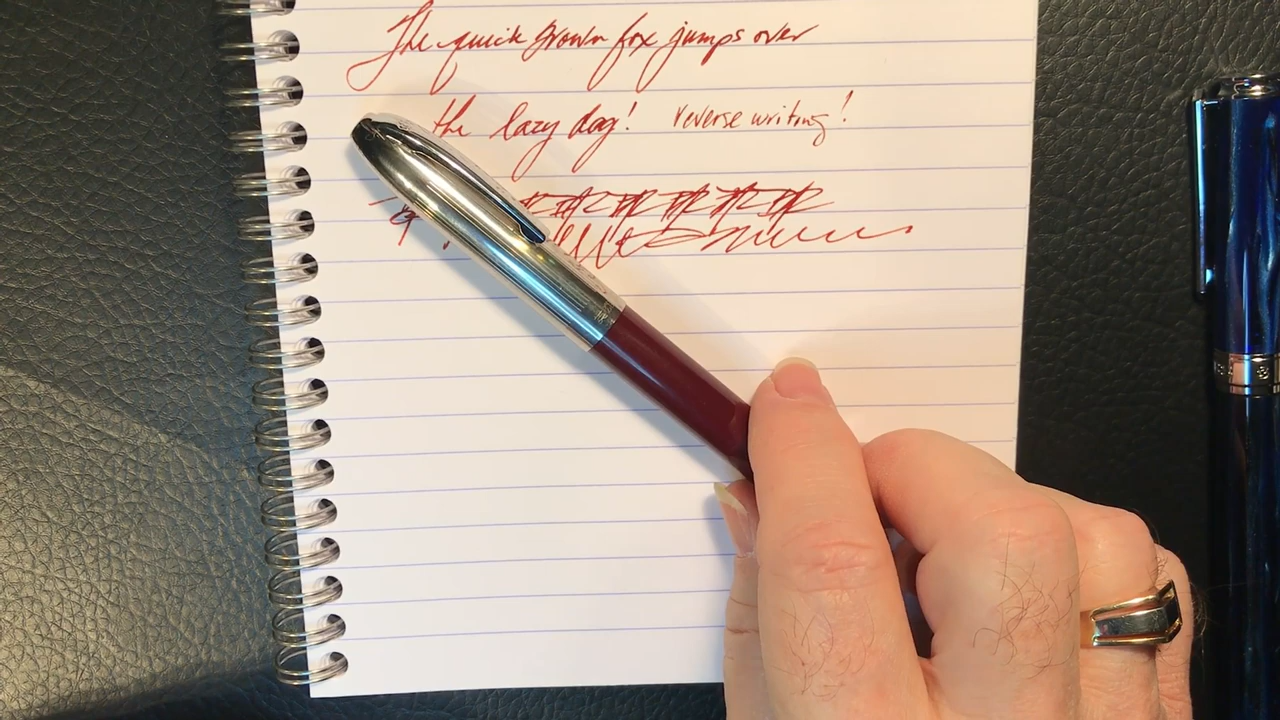 The quick brown fox jumps over
the lazy dog! reverse writing!